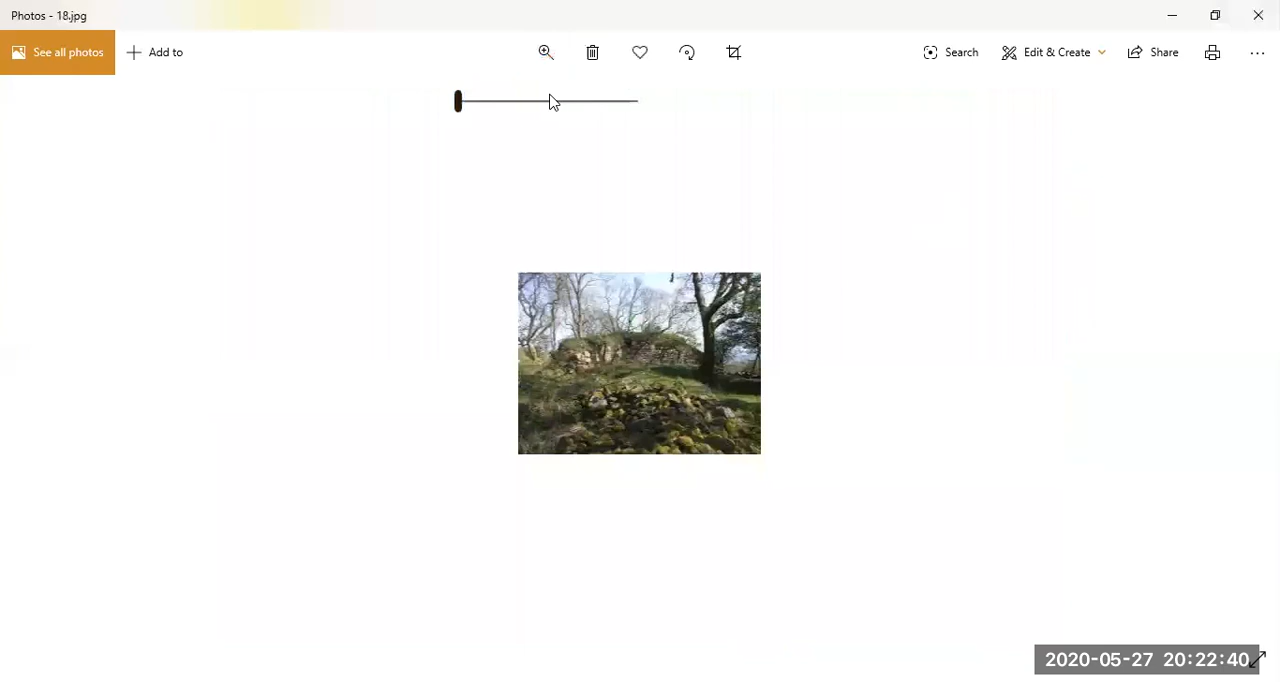 Photos - 18.jpg
See all photos
Add to
Search
Edit & Create
Share
2020-05-27 20:22:40